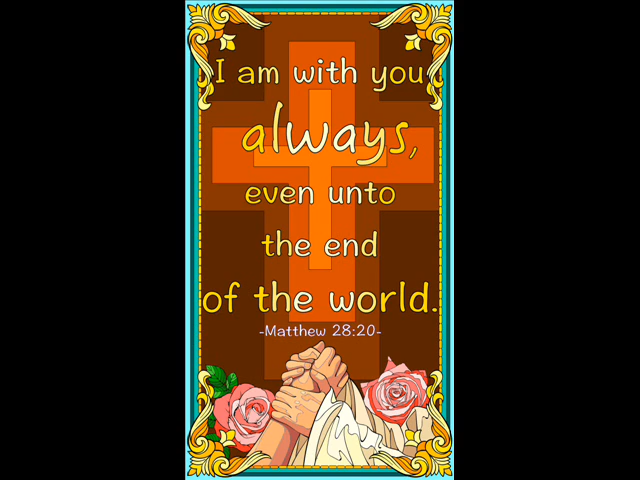 I am with you
always,
even unto
the end
of the world.
-Matthew 28:20-